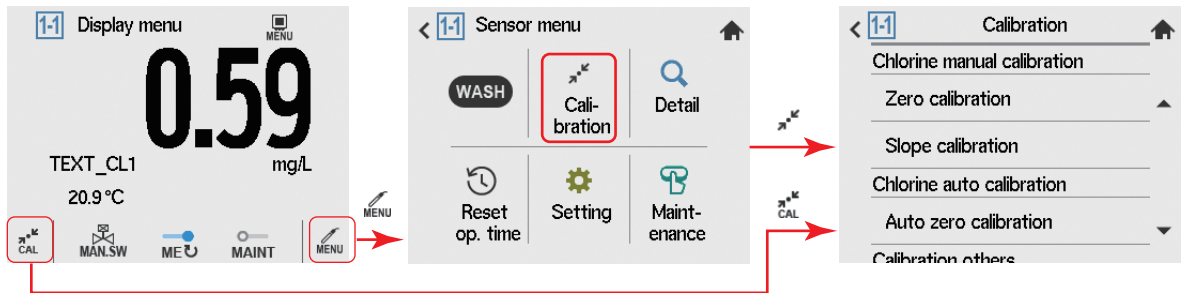 1-1 Display menu
MENU
0.59
TEXT_CL1 mg/L
20.9 °C
CAL MAN.SW ME MAINT MENU
MENU
1-1 Sensor menu
WASH
Cali-
bration
Detail
Reset
op. time
Setting
Maint-
enance
CAL
1-1 Calibration
Chlorine manual calibration
Zero calibration
Slope calibration
Chlorine auto calibration
Auto zero calibration
Calibration others